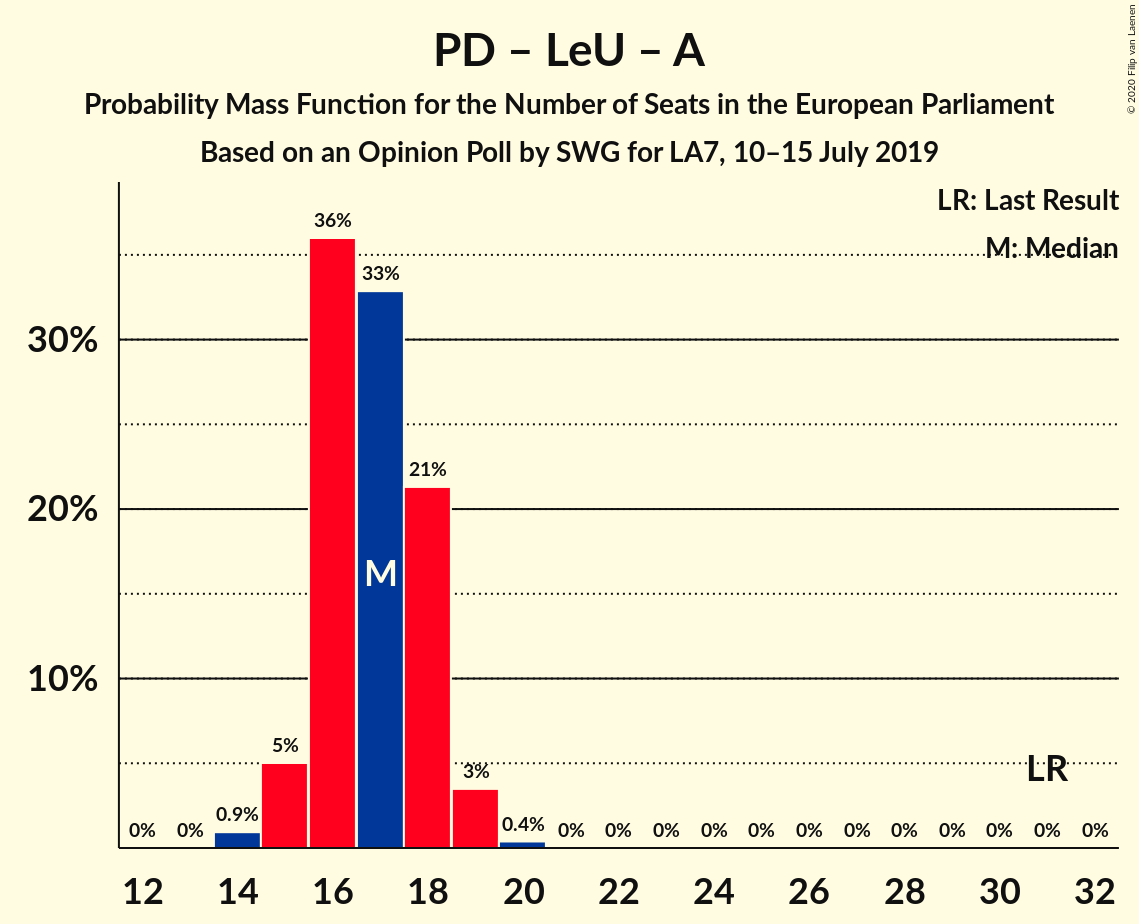 PD – LeU – A
Probability Mass Function for the Number of Seats in the European Parliament
Based on an Opinion Poll by SWG for LA7, 10–15 July 2019
© 2020 Filip van Laenen
LR: Last Result
M: Median
36%
33%
30%
21%
20%
M
10%
5%
3%
LR
0% 0% 0.9% 0.4% 0% 0% 0% 0% 0% 0% 0% 0% 0% 0% 0% 0%
12 14 16 18 20 22 24 26 28 30 32